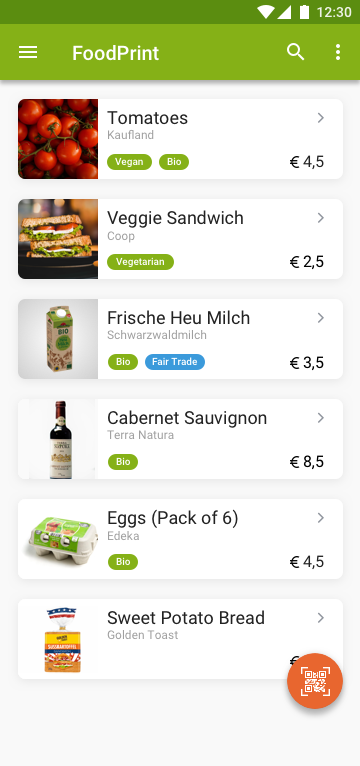 12:30
FoodPrint
Tomatoes
Kaufland
Vegan Bio
€ 4,5
Veggie Sandwich
Coop
Vegetarian
€ 2,5
Frische Heu Milch
Schwarzwaldmilch
Bio Fair Trade
€ 3,5
BIO
Cabernet Sauvignon
Terra Natura
Bio
€ 8,5
Eggs (Pack of 6)
Edeka
Bio
€ 4,5
Sweet Potato Bread
Golden Toast
€